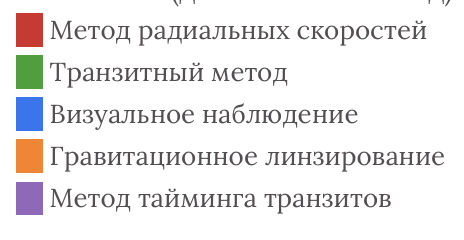 Метод радиальных скоростей
Транзитный метод
Визуальное наблюдение
Гравитационное линзирование
Метод тайминга транзитов